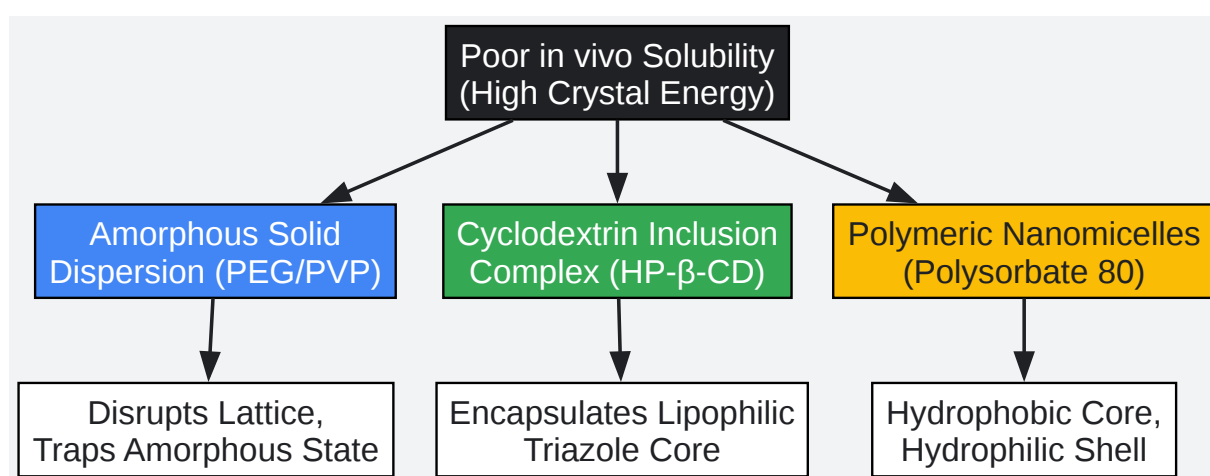 Poor in vivo Solubility
(High Crystal Energy)
Amorphous Solid
Dispersion (PEG/PVP)
Cyclodextrin Inclusion
Complex (HP-β-CD)
Polymeric Nanomicelles
(Polysorbate 80)
Disrupts Lattice,
Traps Amorphous State
Encapsulates Lipophilic
Triazole Core
Hydrophobic Core,
Hydrophilic Shell